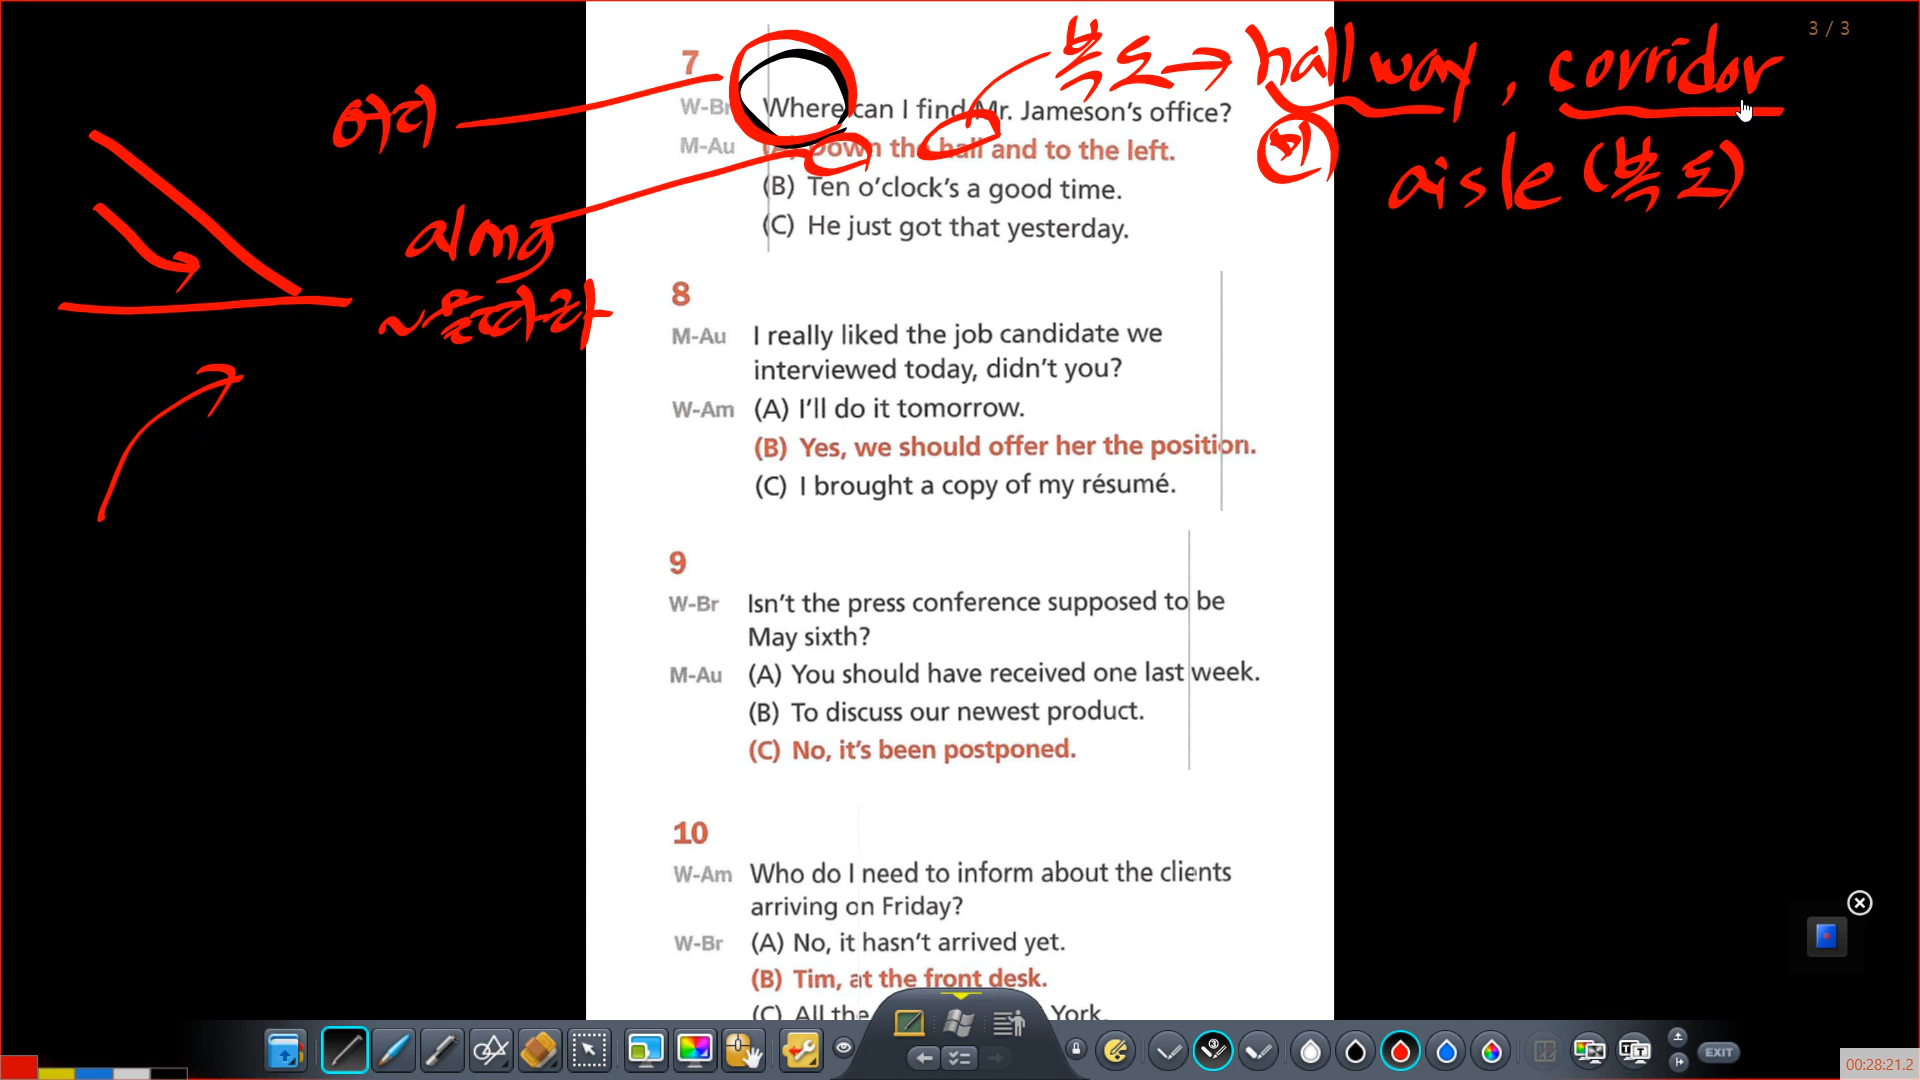 3 / 3
복도 → hallway, corridor
7
어디
W-Br Where can I find Mr. Jameson's office?
M-Au (A) Down the hall and to the left.
aisle (복도)
(B) Ten o'clock's a good time.
along
(C) He just got that yesterday.
~을 따라
8
M-Au I really liked the job candidate we
interviewed today, didn't you?
W-Am (A) I'll do it tomorrow.
(B) Yes, we should offer her the position.
(C) I brought a copy of my résumé.
9
W-Br Isn't the press conference supposed to be
May sixth?
M-Au (A) You should have received one last week.
(B) To discuss our newest product.
(C) No, it's been postponed.
10
W-Am Who do I need to inform about the clients
arriving on Friday?
W-Br (A) No, it hasn't arrived yet.
(B) Tim, at the front desk.
(C) All the York.
EXIT
00:28:21.2